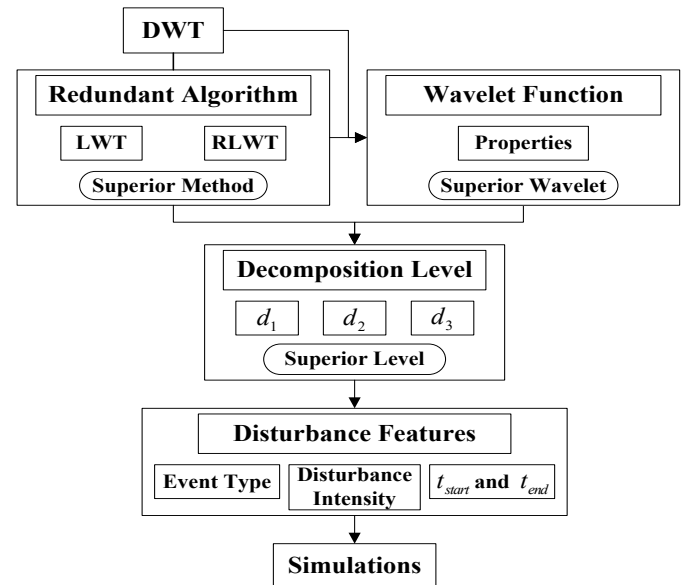 DWT
Redundant Algorithm
LWT
RLWT
Superior Method
Wavelet Function
Properties
Superior Wavelet
Decomposition Level
d1
d2
d3
Superior Level
Disturbance Features
Event Type
Disturbance
Intensity
tstart and tend
Simulations